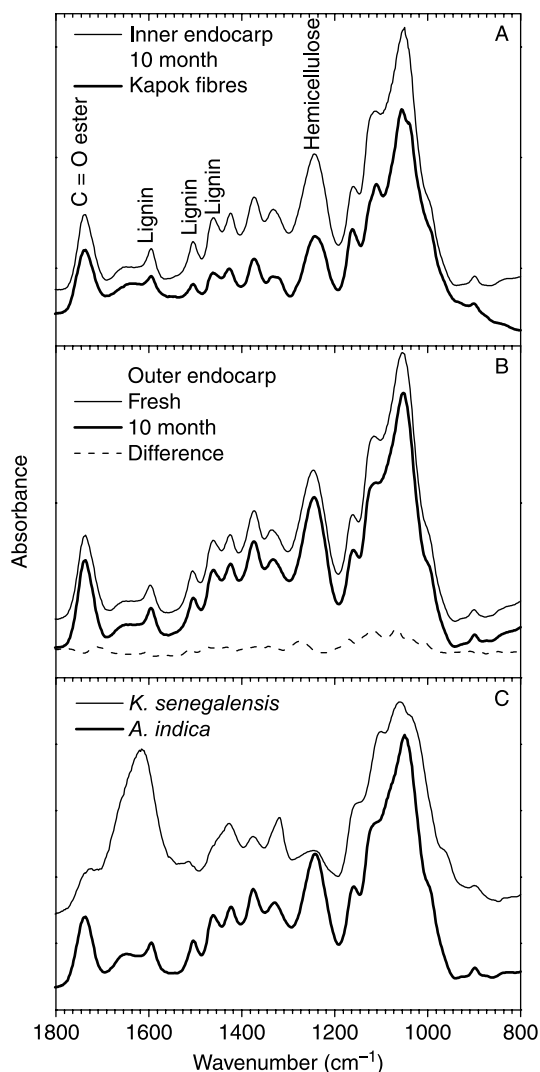 A
Inner endocarp
10 month
Kapok fibres
C = O ester
Lignin
Lignin
Lignin
Hemicellulose
B
Outer endocarp
Fresh
10 month
Difference
Absorbance
C
K. senegalensis
A. indica
1800 1600 1400 1200 1000 800
Wavenumber (cm⁻¹)